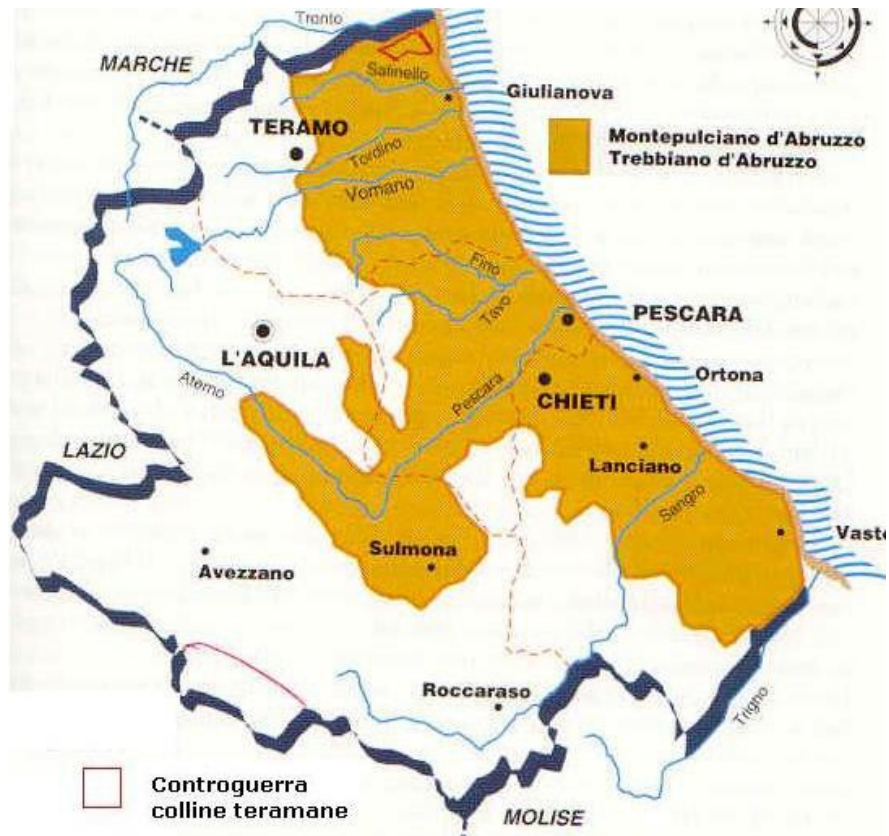 Tronto
MARCHE
Salinello
Giulianova
TERAMO
Montepulciano d'Abruzzo
Trebbiano d'Abruzzo
Tordino
Vomano
Fino
Tavo
PESCARA
L'AQUILA
Aterno
Pescara
CHIETI
Ortona
LAZIO
Lanciano
Sangro
Sulmona
Vasto
Avezzano
Roccaraso
Trigno
Controguerra
colline teramane
MOLISE